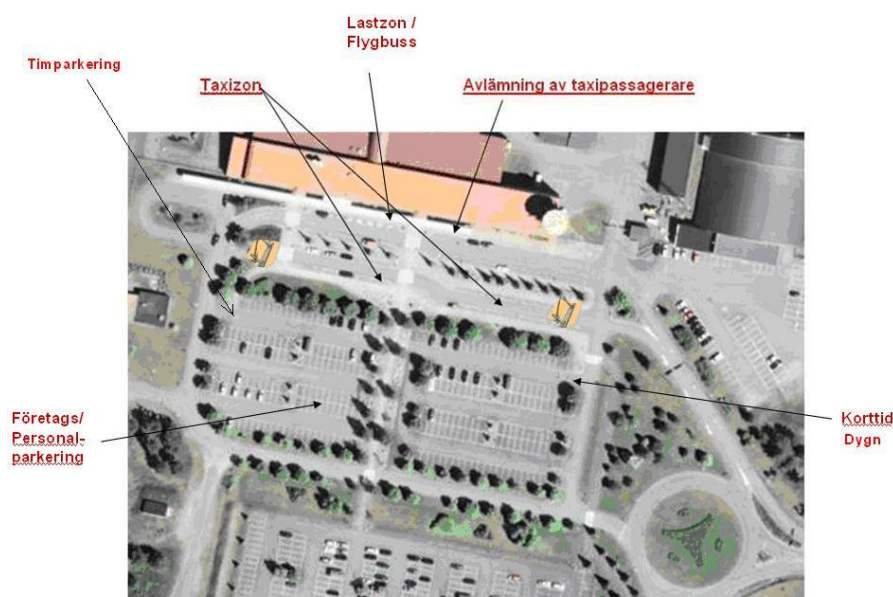 Lastzon /
Flygbuss
Timparkering
Taxizon
Avlämning av taxipassagerare
Företags/
Personal-
parkering
Korttid
Dygn